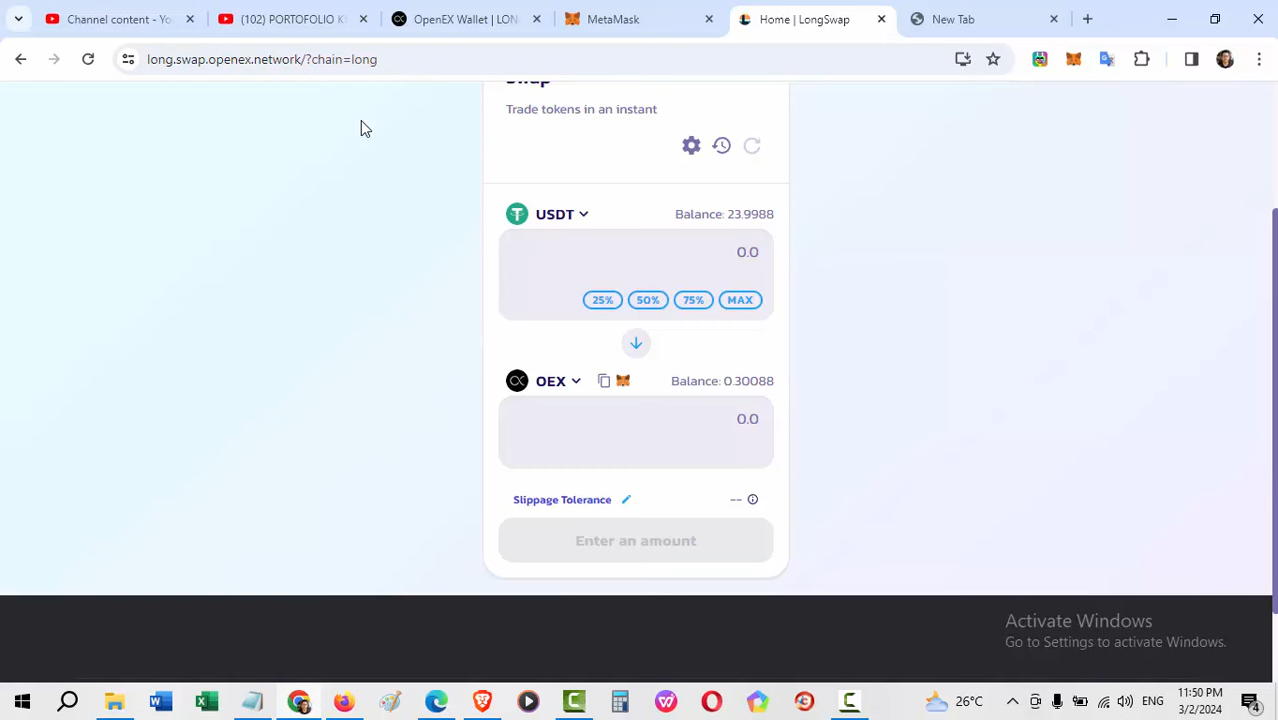 Channel content - Yo
(102) PORTOFOLIO KI
OpenEX Wallet | LON
MetaMask
Home | LongSwap
New Tab
long.swap.openex.network/?chain=long
Swap
Trade tokens in an instant
USDT
Balance: 23.9988
0.0
25%
50%
75%
MAX
OEX
Balance: 0.30088
0.0
Slippage Tolerance
--
Enter an amount
Activate Windows
Go to Settings to activate Windows.
26°C
ENG
11:50 PM
3/2/2024
4